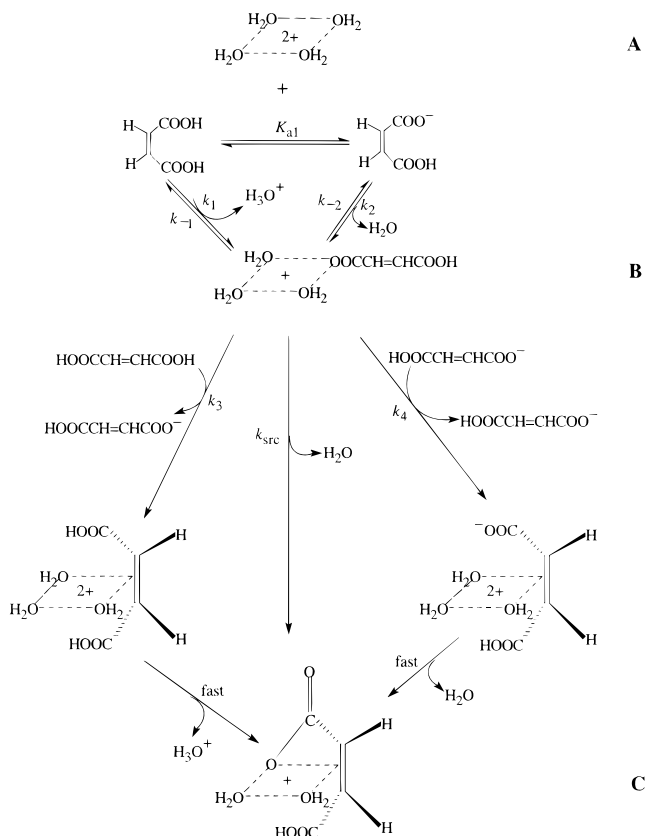 H₂O OH₂
2+
H₂O OH₂
A
+
H COOH
H COOH
Kₐ₁
H COO⁻
H COOH
k₁ H₃O⁺
k₋₁
k₋₂ k₂
H₂O
H₂O OOCCH=CHCOOH
+
H₂O OH₂
B
HOOCCH=CHCOOH
k₃
HOOCCH=CHCOO⁻
k_src
H₂O
HOOCCH=CHCOO⁻
k₄
HOOCCH=CHCOO⁻
HOOC H
H₂O
2+
H₂O OH₂
HOOC H
⁻OOC H
H₂O
2+
H₂O OH₂
HOOC H
fast
H₃O⁺
fast
H₂O
O
C H
O
+
H₂O OH₂
HOOC H
C